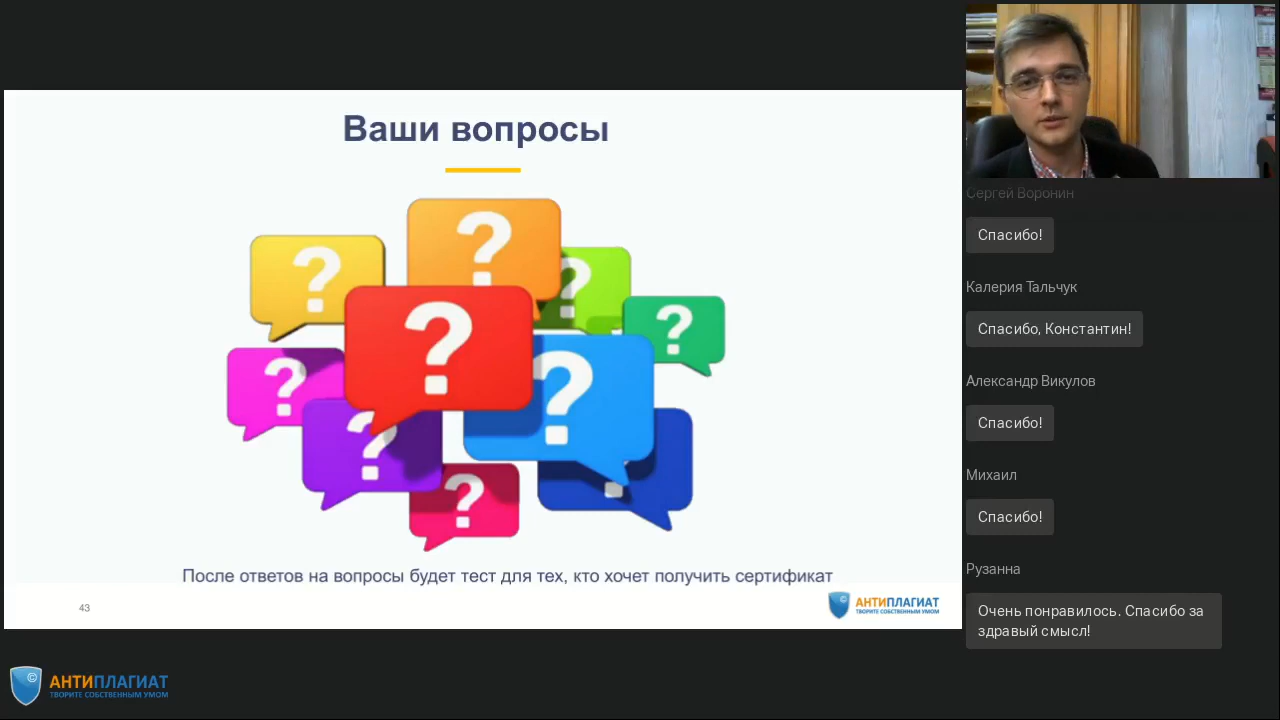 Ваши вопросы
?
?
?
?
?
?
?
?
?
?
После ответов на вопросы будет тест для тех, кто хочет получить сертификат
43
©
АНТИПЛАГИАТ
ТВОРИТЕ СОБСТВЕННЫМ УМОМ
Сергей Воронин
Спасибо!
Калерия Тальчук
Спасибо, Константин!
Александр Викулов
Спасибо!
Михаил
Спасибо!
Рузанна
Очень понравилось. Спасибо за
здравый смысл!
©
АНТИПЛАГИАТ
ТВОРИТЕ СОБСТВЕННЫМ УМОМ